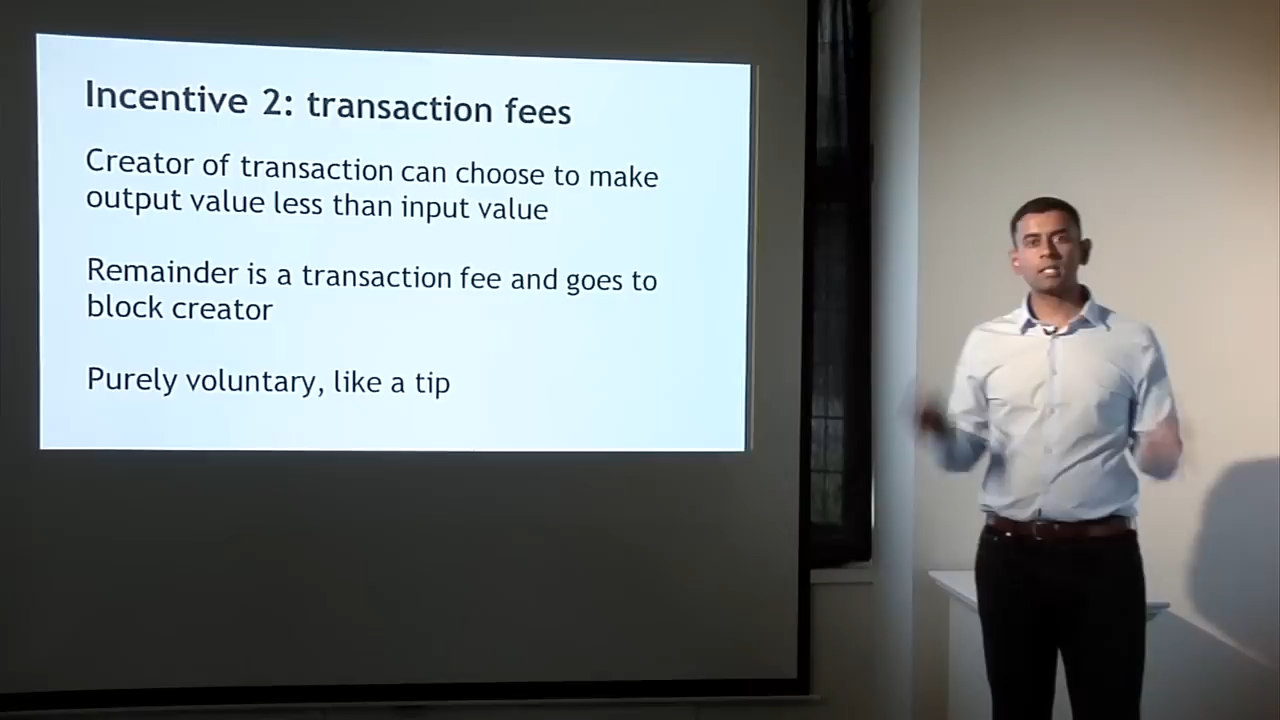 Incentive 2: transaction fees
Creator of transaction can choose to make
output value less than input value
Remainder is a transaction fee and goes to
block creator
Purely voluntary, like a tip